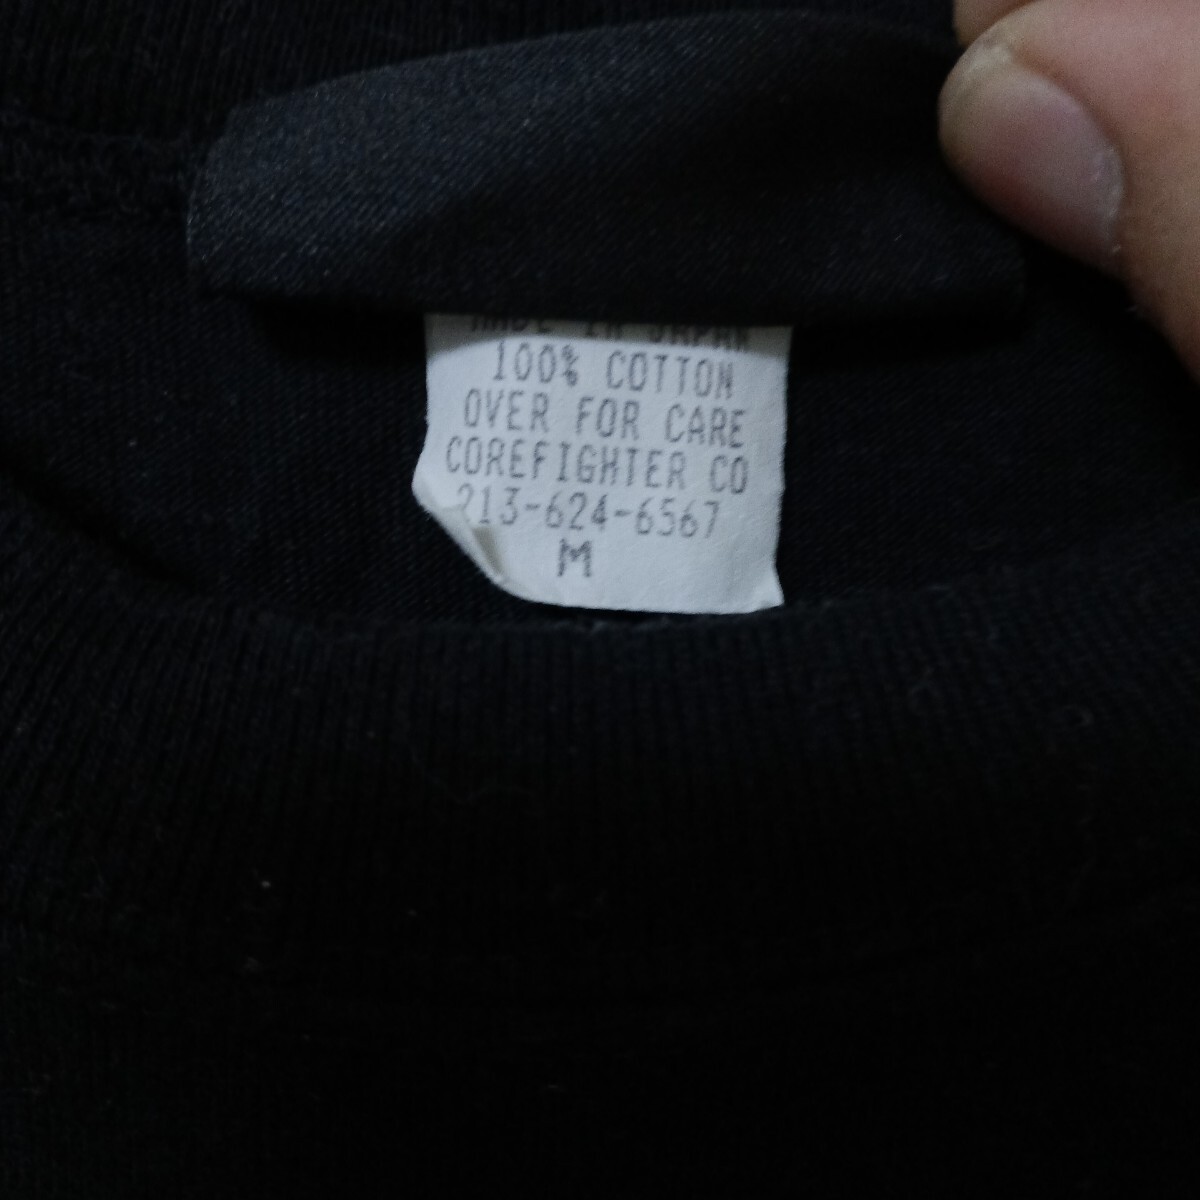 MADE IN JAPAN
100% COTTON
OVER FOR CARE
COREFIGHTER CO
213-624-6567
M